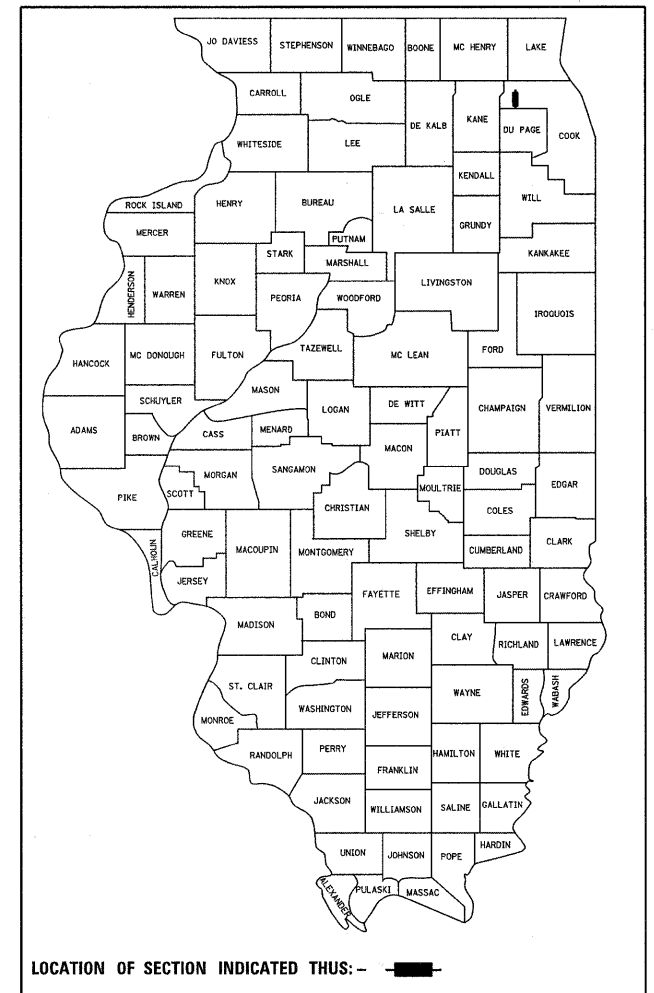 JO DAVIESS STEPHENSON WINNEBAGO BOONE MC HENRY LAKE
CARROLL OGLE DE KALB KANE COOK
DU PAGE
WHITESIDE LEE
KENDALL
ROCK ISLAND HENRY BUREAU LA SALLE GRUNDY WILL
MERCER PUTNAM
STARK MARSHALL KANKAKEE
HENDERSON WARREN KNOX PEORIA WOODFORD LIVINGSTON IROQUOIS
HANCOCK MC DONOUGH FULTON TAZEWELL MC LEAN FORD
MASON
SCHUYLER LOGAN DE WITT CHAMPAIGN VERMILION
ADAMS BROWN CASS MENARD MACON PIATT
MORGAN SANGAMON DOUGLAS
PIKE SCOTT CHRISTIAN MOULTRIE COLES EDGAR
GREENE MACOUPIN MONTGOMERY SHELBY CUMBERLAND CLARK
CALHOUN JERSEY
FAYETTE EFFINGHAM JASPER CRAWFORD
MADISON BOND
CLAY RICHLAND LAWRENCE
CLINTON MARION
ST. CLAIR WAYNE EDWARDS WABASH
MONROE WASHINGTON JEFFERSON
RANDOLPH PERRY HAMILTON WHITE
FRANKLIN
JACKSON WILLIAMSON SALINE GALLATIN
UNION JOHNSON POPE HARDIN
ALEXANDER PULASKI MASSAC
LOCATION OF SECTION INDICATED THUS: –